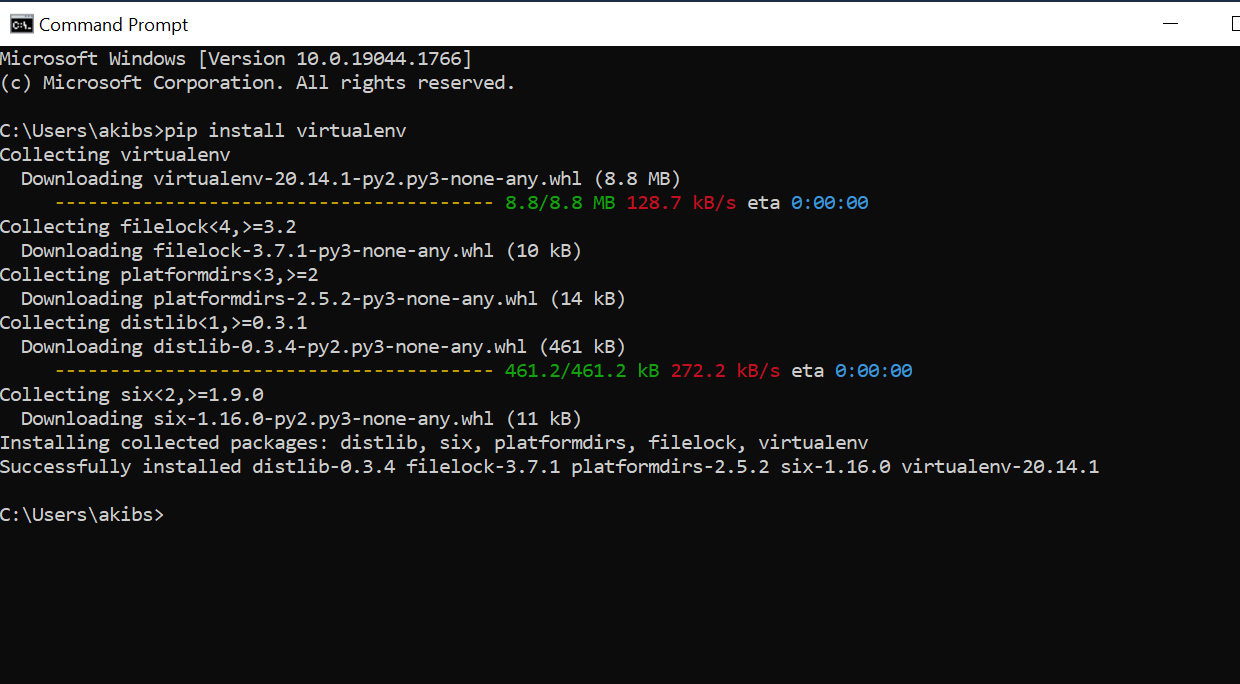 Command Prompt
Microsoft Windows [Version 10.0.19044.1766]
(c) Microsoft Corporation. All rights reserved.
C:\Users\akibs>pip install virtualenv
Collecting virtualenv
  Downloading virtualenv-20.14.1-py2.py3-none-any.whl (8.8 MB)
     ---------------------------------------- 8.8/8.8 MB 128.7 kB/s eta 0:00:00
Collecting filelock<4,>=3.2
  Downloading filelock-3.7.1-py3-none-any.whl (10 kB)
Collecting platformdirs<3,>=2
  Downloading platformdirs-2.5.2-py3-none-any.whl (14 kB)
Collecting distlib<1,>=0.3.1
  Downloading distlib-0.3.4-py2.py3-none-any.whl (461 kB)
     ---------------------------------------- 461.2/461.2 kB 272.2 kB/s eta 0:00:00
Collecting six<2,>=1.9.0
  Downloading six-1.16.0-py2.py3-none-any.whl (11 kB)
Installing collected packages: distlib, six, platformdirs, filelock, virtualenv
Successfully installed distlib-0.3.4 filelock-3.7.1 platformdirs-2.5.2 six-1.16.0 virtualenv-20.14.1
C:\Users\akibs>